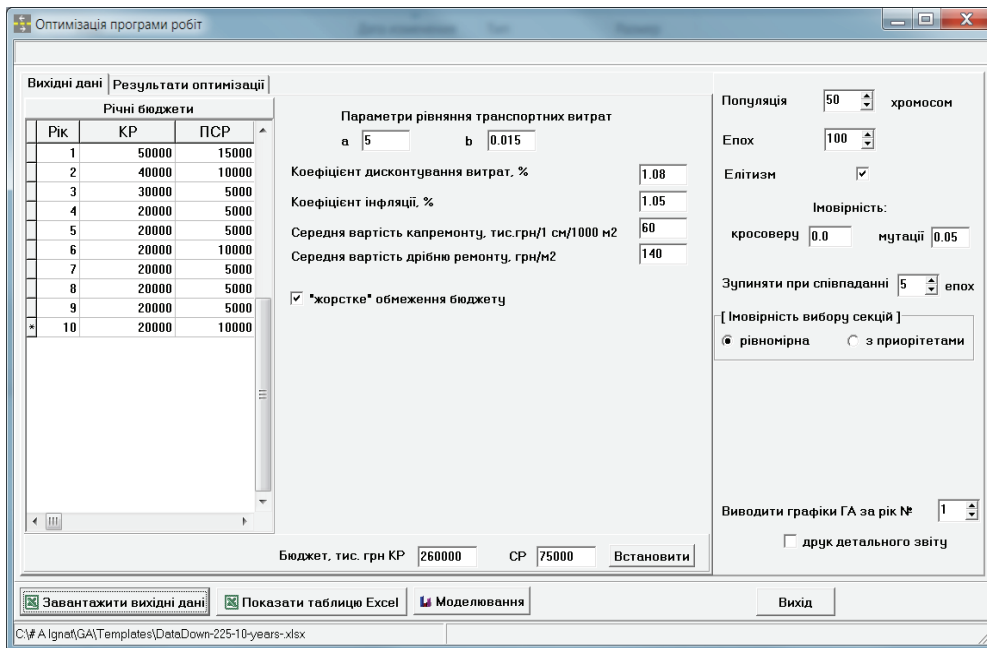 Оптимізація програми робіт
Вихідні дані Результати оптимізації
Річні бюджети
Рік КР ПСР
1 50000 15000
2 40000 10000
3 30000 5000
4 20000 5000
5 20000 5000
6 20000 10000
7 20000 5000
8 20000 5000
9 20000 5000
* 10 20000 10000
Параметри рівняння транспортних витрат
a 5 b 0.015
Коефіцієнт дисконтування витрат, % 1.08
Коефіцієнт інфляції, % 1.05
Середня вартість капремонту, тис.грн/1 см/1000 м2 60
Середня вартість дрібню ремонту, грн/м2 140
"жорстке" обмеження бюджету
Бюджет, тис. грн КР 260000 СР 75000 Встановити
Популяція 50 хромосом
Епох 100
Елітизм
Імовірність:
кросоверу 0.0 мутації 0.05
Зупиняти при співпаданні 5 епох
[ Імовірність вибору секцій ]
рівномірна з приорітетами
Виводити графіки ГА за рік № 1
друк детального звіту
Завантажити вихідні дані Показати таблицю Excel Моделювання Вихід
C:\# A Ignat\GA\Templates\DataDown-225-10-years-.xlsx